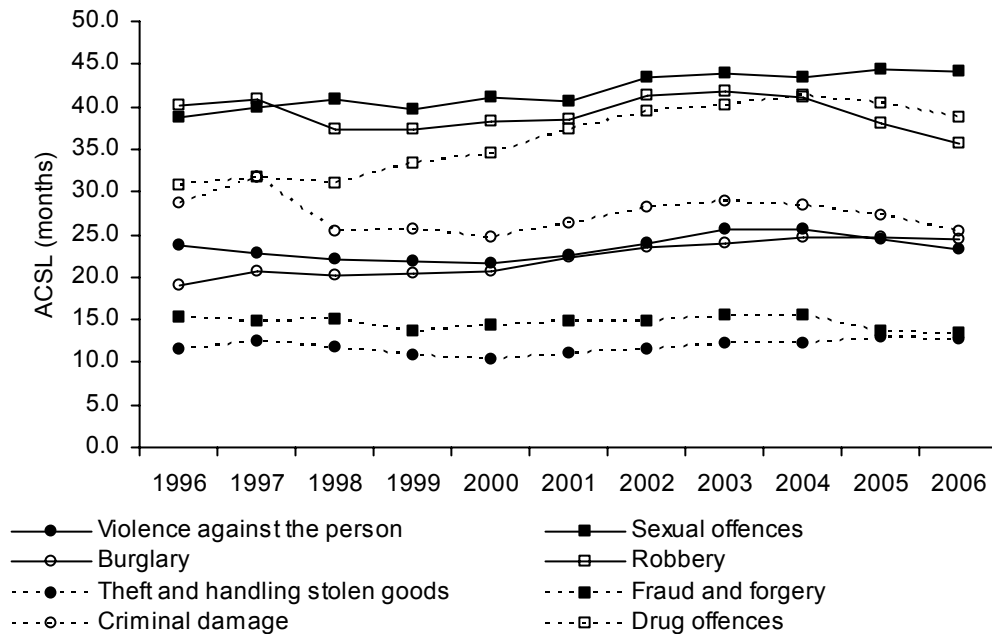 50.0
45.0
40.0
35.0
30.0
25.0
20.0
15.0
10.0
5.0
0.0
ACSL (months)
1996 1997 1998 1999 2000 2001 2002 2003 2004 2005 2006
Violence against the person Sexual offences
Burglary Robbery
Theft and handling stolen goods Fraud and forgery
Criminal damage Drug offences